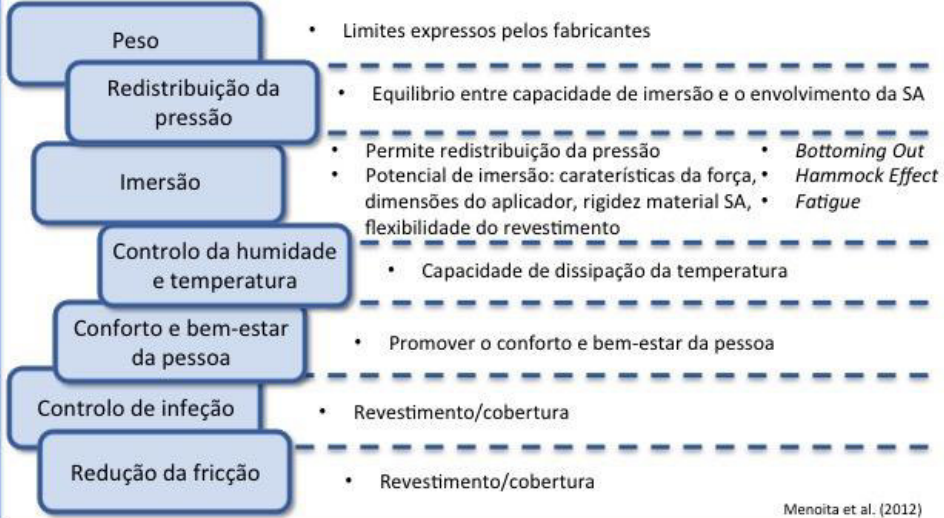 Peso
• Limites expressos pelos fabricantes
Redistribuição da
pressão
• Equilibrio entre capacidade de imersão e o envolvimento da SA
Imersão
• Permite redistribuição da pressão
• Potencial de imersão: caraterísticas da força,
dimensões do aplicador, rigidez material SA,
flexibilidade do revestimento
• Bottoming Out
• Hammock Effect
• Fatigue
Controlo da humidade
e temperatura
• Capacidade de dissipação da temperatura
Conforto e bem-estar
da pessoa
• Promover o conforto e bem-estar da pessoa
Controlo de infeção
• Revestimento/cobertura
Redução da fricção
• Revestimento/cobertura
Menoita et al. (2012)